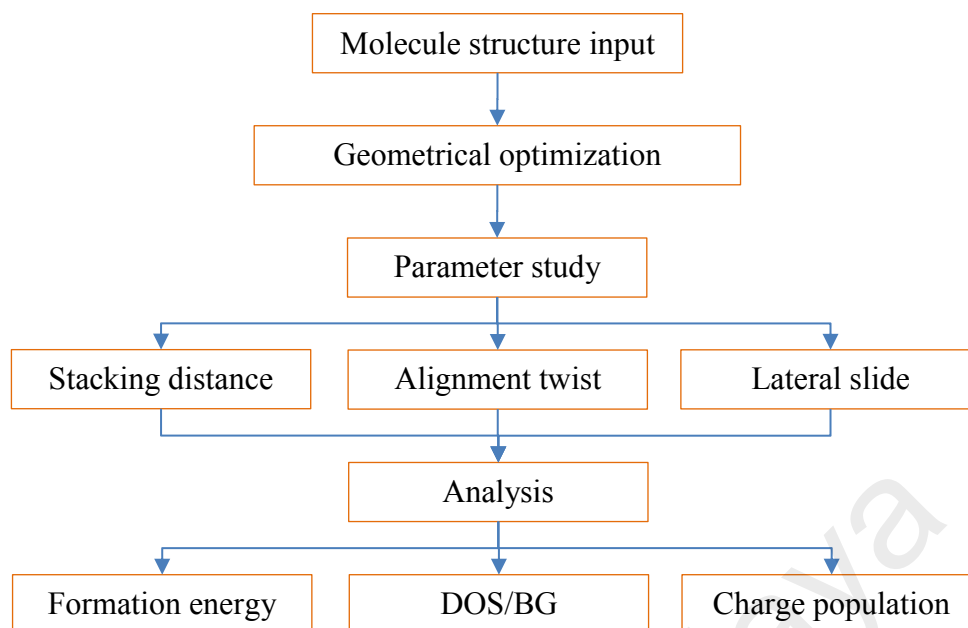 Molecule structure input
Geometrical optimization
Parameter study
Stacking distance
Alignment twist
Lateral slide
Analysis
Formation energy
DOS/BG
Charge population
aya